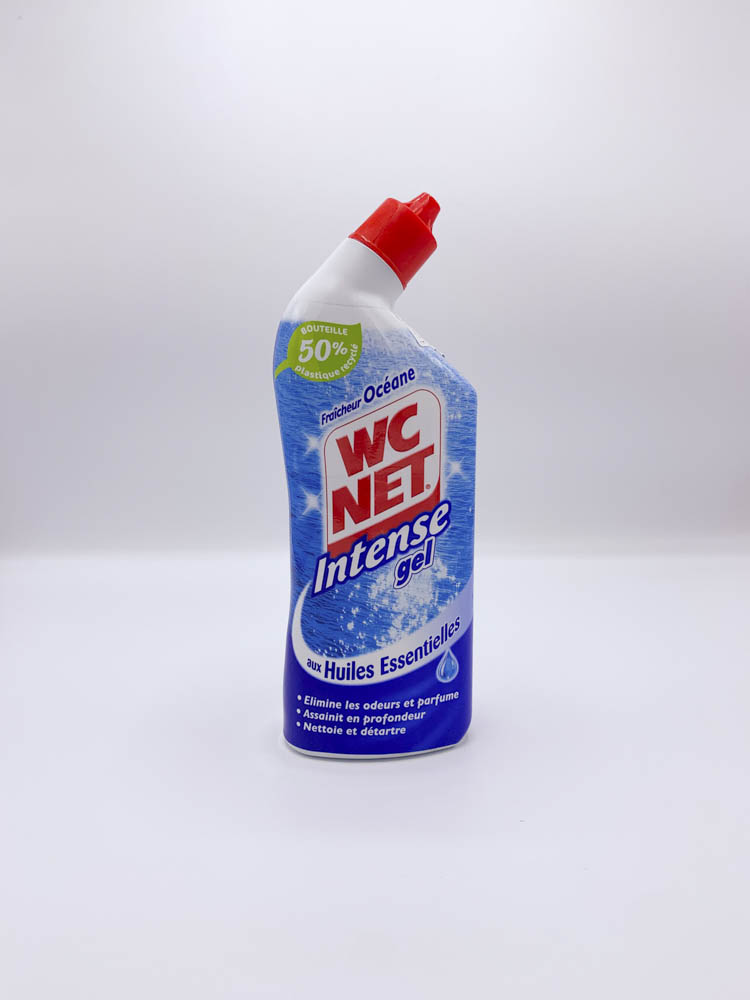 BOUTEILLE
50%
plastique recyclé
Fraîcheur Océane
WC
NET®
Intense
gel
aux Huiles Essentielles
• Elimine les odeurs et parfume
• Assainit en profondeur
• Nettoie et détartre